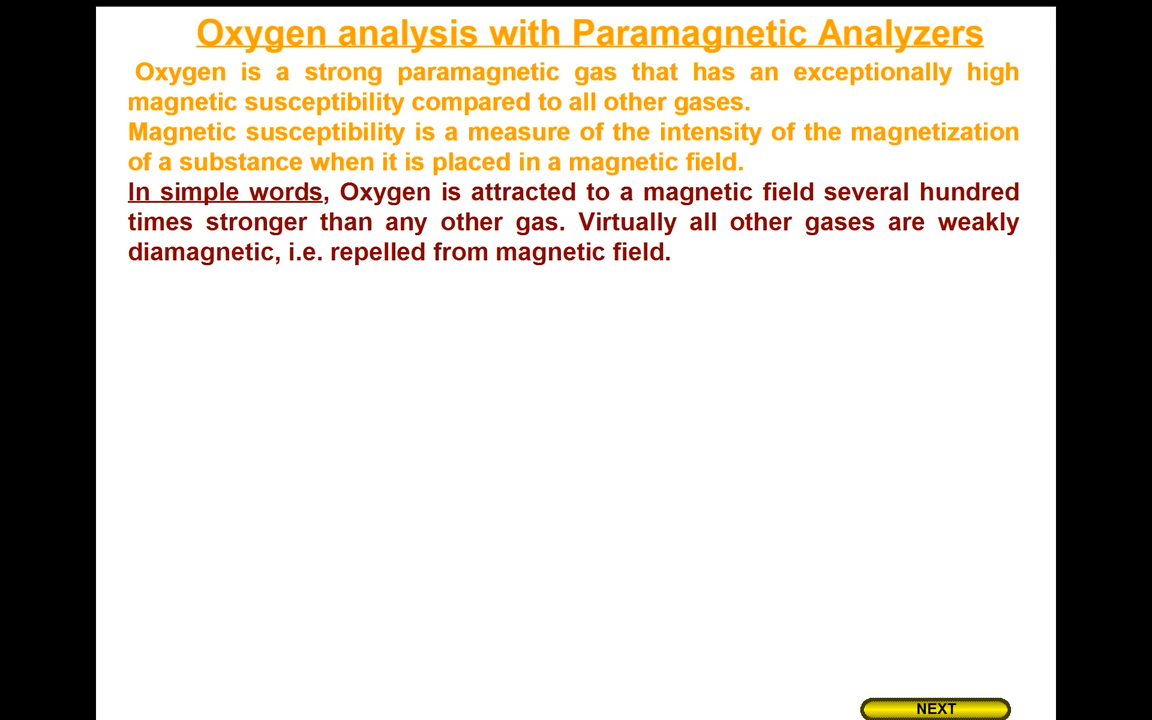 Oxygen analysis with Paramagnetic Analyzers
Oxygen is a strong paramagnetic gas that has an exceptionally high
magnetic susceptibility compared to all other gases.
Magnetic susceptibility is a measure of the intensity of the magnetization
of a substance when it is placed in a magnetic field.
In simple words, Oxygen is attracted to a magnetic field several hundred
times stronger than any other gas. Virtually all other gases are weakly
diamagnetic, i.e. repelled from magnetic field.
NEXT